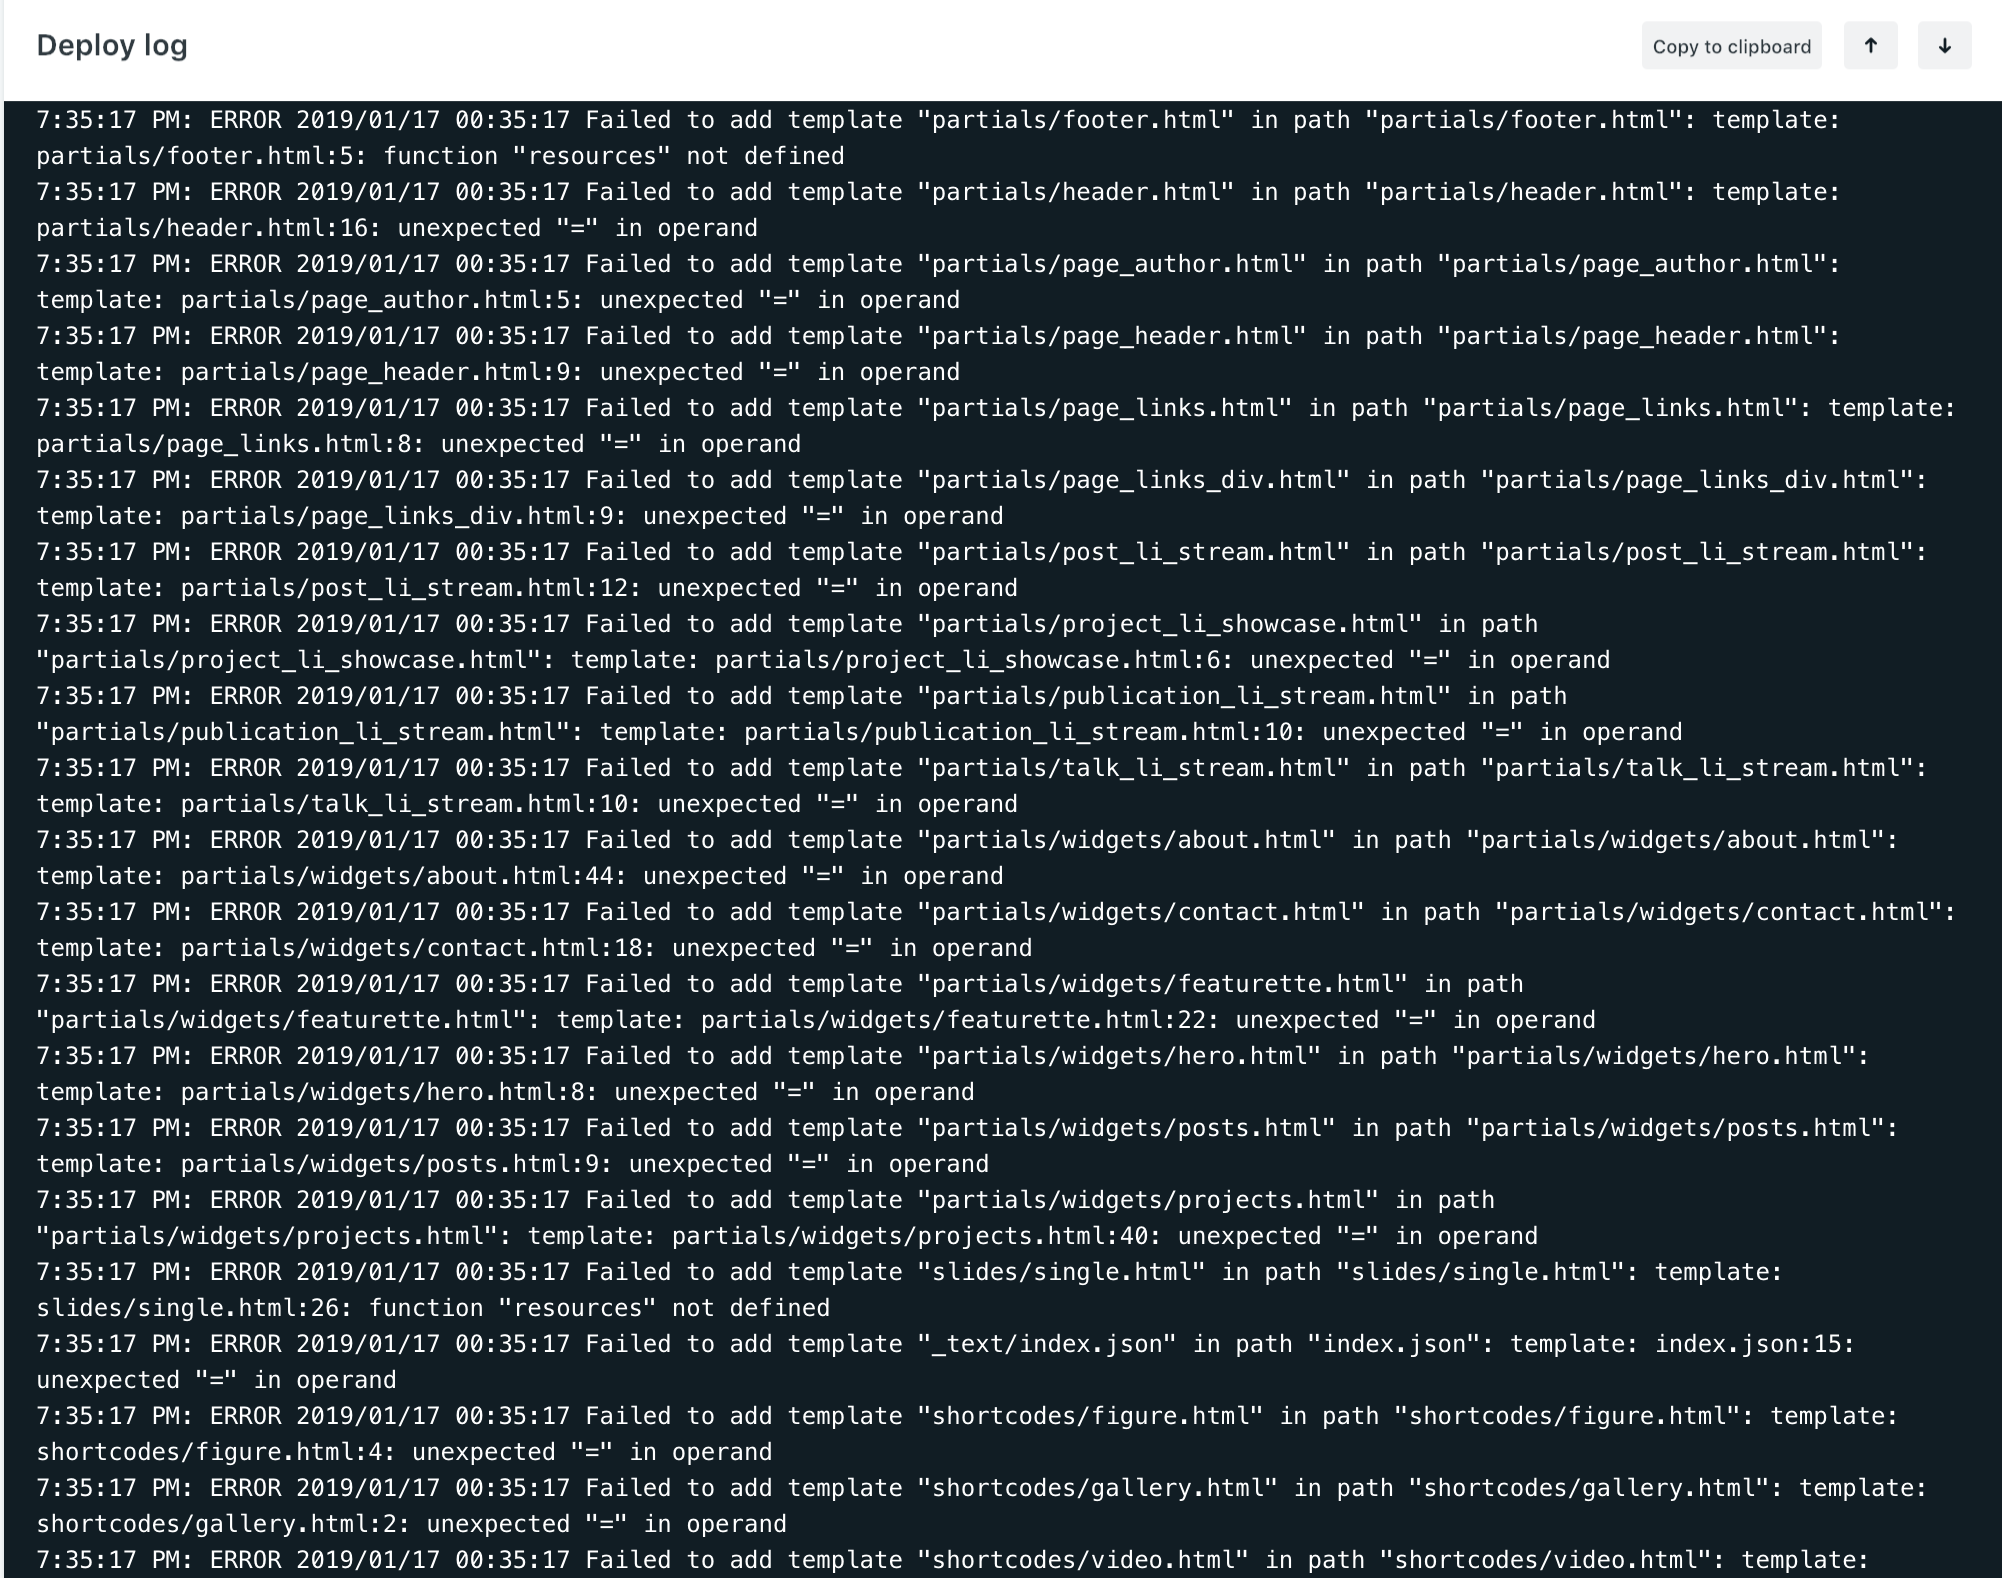 Deploy log
Copy to clipboard
↑
↓
7:35:17 PM: ERROR 2019/01/17 00:35:17 Failed to add template "partials/footer.html" in path "partials/footer.html": template:
partials/footer.html:5: function "resources" not defined
7:35:17 PM: ERROR 2019/01/17 00:35:17 Failed to add template "partials/header.html" in path "partials/header.html": template:
partials/header.html:16: unexpected "=" in operand
7:35:17 PM: ERROR 2019/01/17 00:35:17 Failed to add template "partials/page_author.html" in path "partials/page_author.html":
template: partials/page_author.html:5: unexpected "=" in operand
7:35:17 PM: ERROR 2019/01/17 00:35:17 Failed to add template "partials/page_header.html" in path "partials/page_header.html":
template: partials/page_header.html:9: unexpected "=" in operand
7:35:17 PM: ERROR 2019/01/17 00:35:17 Failed to add template "partials/page_links.html" in path "partials/page_links.html": template:
partials/page_links.html:8: unexpected "=" in operand
7:35:17 PM: ERROR 2019/01/17 00:35:17 Failed to add template "partials/page_links_div.html" in path "partials/page_links_div.html":
template: partials/page_links_div.html:9: unexpected "=" in operand
7:35:17 PM: ERROR 2019/01/17 00:35:17 Failed to add template "partials/post_li_stream.html" in path "partials/post_li_stream.html":
template: partials/post_li_stream.html:12: unexpected "=" in operand
7:35:17 PM: ERROR 2019/01/17 00:35:17 Failed to add template "partials/project_li_showcase.html" in path
"partials/project_li_showcase.html": template: partials/project_li_showcase.html:6: unexpected "=" in operand
7:35:17 PM: ERROR 2019/01/17 00:35:17 Failed to add template "partials/publication_li_stream.html" in path
"partials/publication_li_stream.html": template: partials/publication_li_stream.html:10: unexpected "=" in operand
7:35:17 PM: ERROR 2019/01/17 00:35:17 Failed to add template "partials/talk_li_stream.html" in path "partials/talk_li_stream.html":
template: partials/talk_li_stream.html:10: unexpected "=" in operand
7:35:17 PM: ERROR 2019/01/17 00:35:17 Failed to add template "partials/widgets/about.html" in path "partials/widgets/about.html":
template: partials/widgets/about.html:44: unexpected "=" in operand
7:35:17 PM: ERROR 2019/01/17 00:35:17 Failed to add template "partials/widgets/contact.html" in path "partials/widgets/contact.html":
template: partials/widgets/contact.html:18: unexpected "=" in operand
7:35:17 PM: ERROR 2019/01/17 00:35:17 Failed to add template "partials/widgets/featurette.html" in path
"partials/widgets/featurette.html": template: partials/widgets/featurette.html:22: unexpected "=" in operand
7:35:17 PM: ERROR 2019/01/17 00:35:17 Failed to add template "partials/widgets/hero.html" in path "partials/widgets/hero.html":
template: partials/widgets/hero.html:8: unexpected "=" in operand
7:35:17 PM: ERROR 2019/01/17 00:35:17 Failed to add template "partials/widgets/posts.html" in path "partials/widgets/posts.html":
template: partials/widgets/posts.html:9: unexpected "=" in operand
7:35:17 PM: ERROR 2019/01/17 00:35:17 Failed to add template "partials/widgets/projects.html" in path
"partials/widgets/projects.html": template: partials/widgets/projects.html:40: unexpected "=" in operand
7:35:17 PM: ERROR 2019/01/17 00:35:17 Failed to add template "slides/single.html" in path "slides/single.html": template:
slides/single.html:26: function "resources" not defined
7:35:17 PM: ERROR 2019/01/17 00:35:17 Failed to add template "_text/index.json" in path "index.json": template: index.json:15:
unexpected "=" in operand
7:35:17 PM: ERROR 2019/01/17 00:35:17 Failed to add template "shortcodes/figure.html" in path "shortcodes/figure.html": template:
shortcodes/figure.html:4: unexpected "=" in operand
7:35:17 PM: ERROR 2019/01/17 00:35:17 Failed to add template "shortcodes/gallery.html" in path "shortcodes/gallery.html": template:
shortcodes/gallery.html:2: unexpected "=" in operand
7:35:17 PM: ERROR 2019/01/17 00:35:17 Failed to add template "shortcodes/video.html" in path "shortcodes/video.html": template: